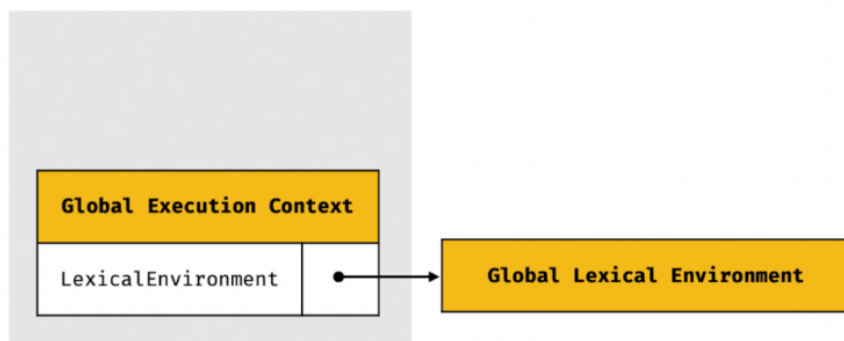 Global Execution Context
LexicalEnvironment
Global Lexical Environment